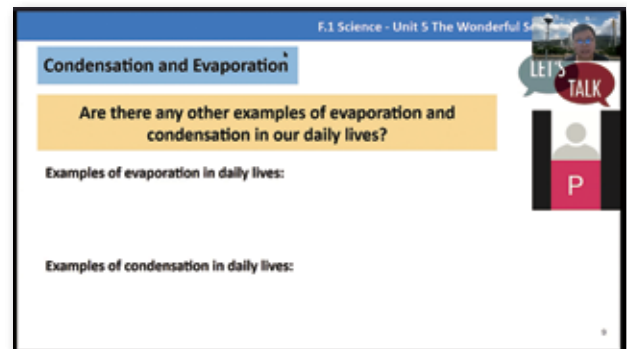 F.1 Science - Unit 5 The Wonderful
Condensation and Evaporation
LET'S
TALK
Are there any other examples of evaporation and
condensation in our daily lives?
Examples of evaporation in daily lives:
P
Examples of condensation in daily lives:
9